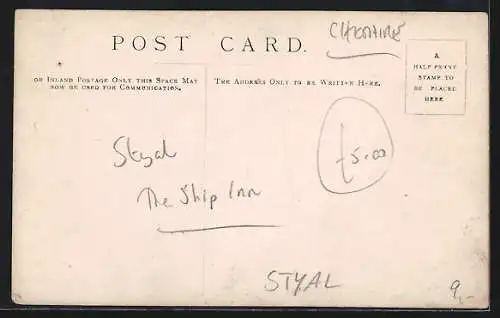 CHESHIRE
POST CARD.
FOR INLAND POSTAGE ONLY THIS SPACE MAY
NOW BE USED FOR COMMUNICATION.
THE ADDRESS ONLY TO BE WRITTEN HERE.
A
HALF PENNY
STAMP TO
BE PLACED
HERE
Styal
The Ship Inn
£5.00
STYAL
9,-